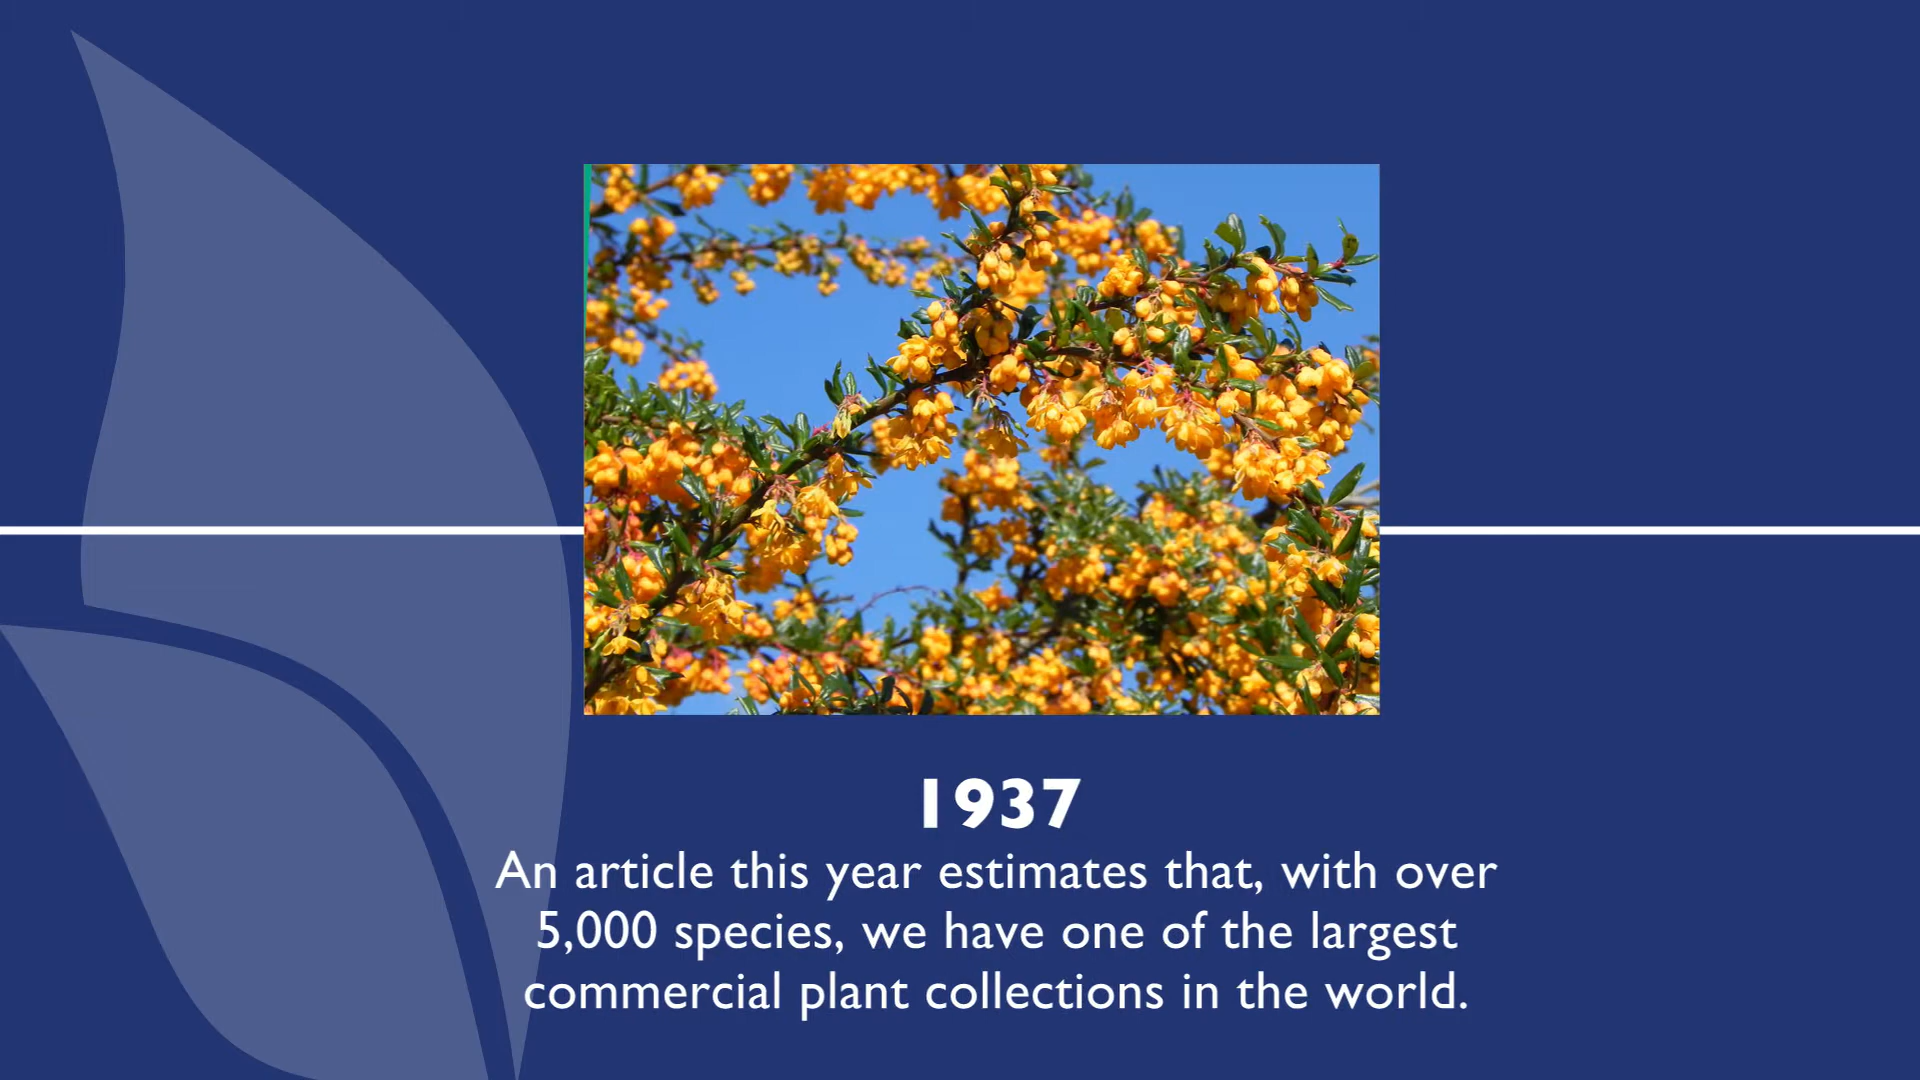 1937
An article this year estimates that, with over
5,000 species, we have one of the largest
commercial plant collections in the world.